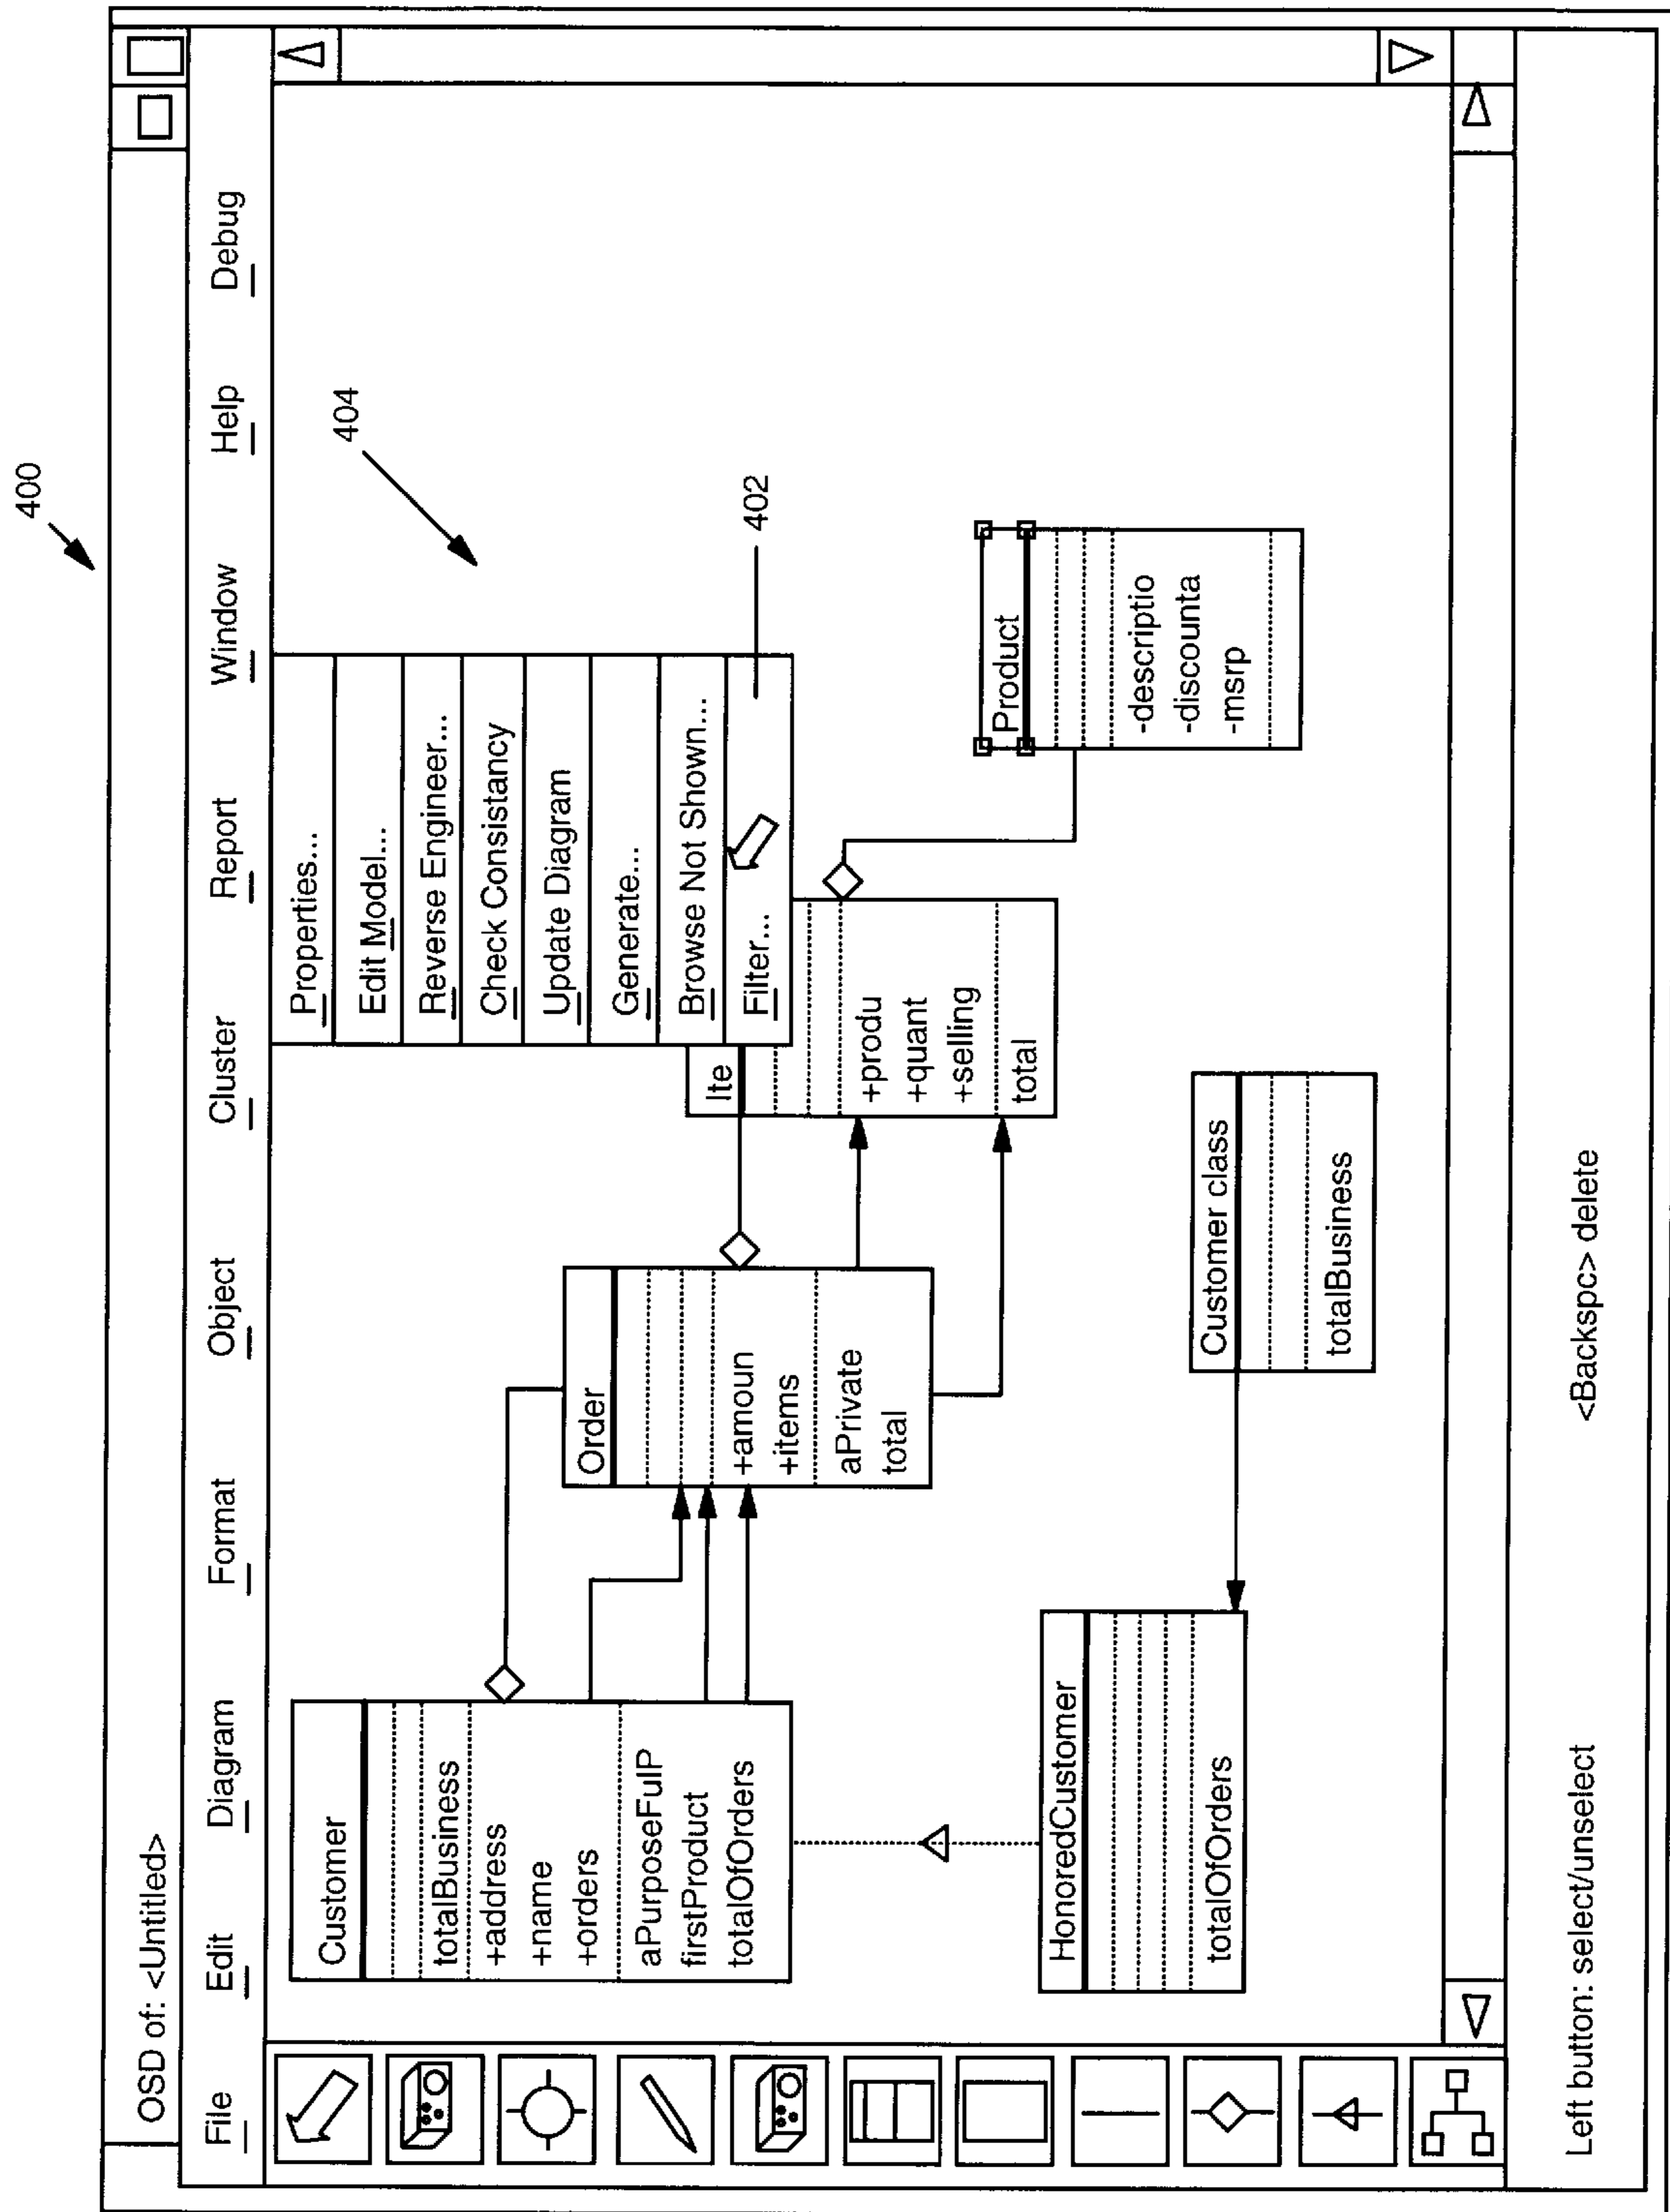 400
OSD of: <Untitled>
File Edit Diagram Format Object Cluster Report Window Help Debug
404
Properties...
Edit Model...
Reverse Engineer...
Check Consistancy
Update Diagram
Generate...
Browse Not Shown...
Filter...
402
Customer
totalBusiness
+address
+name
+orders
aPurposeFulP
firstProduct
totalOfOrders
Order
+amoun
+items
aPrivate
total
Ite
+produ
+quant
+selling
total
Product
-descriptio
-discounta
-msrp
HonoredCustomer
totalOfOrders
Customer class
totalBusiness
Left button: select/unselect <Backspc> delete